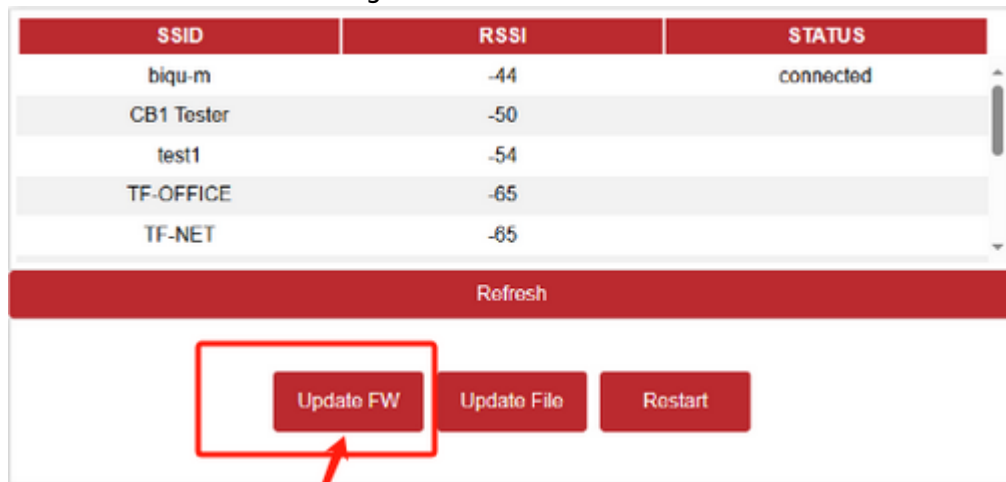 SSID RSSI STATUS
biqu-m -44 connected
CB1 Tester -50
test1 -54
TF-OFFICE -65
TF-NET -65
Refresh
Update FW Update File Restart